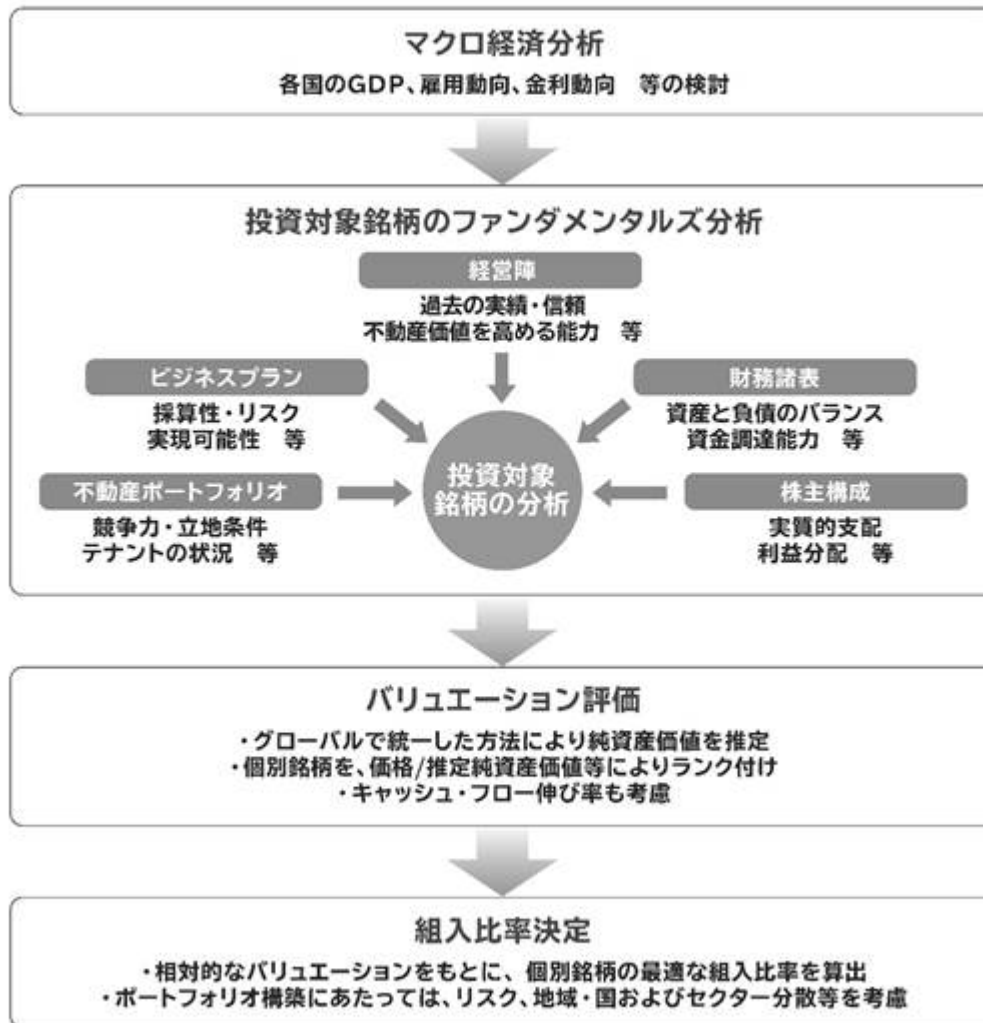 マクロ経済分析
各国のGDP、雇用動向、金利動向　等の検討
投資対象銘柄のファンダメンタルズ分析
経営陣
過去の実績・信頼
不動産価値を高める能力　等
ビジネスプラン
採算性・リスク
実現可能性　等
財務諸表
資産と負債のバランス
資金調達能力　等
不動産ポートフォリオ
競争力・立地条件
テナントの状況　等
投資対象
銘柄の分析
株主構成
実質的支配
利益分配　等
バリュエーション評価
・グローバルで統一した方法により純資産価値を推定
・個別銘柄を、価格/推定純資産価値等によりランク付け
・キャッシュ・フロー伸び率も考慮
組入比率決定
・相対的なバリュエーションをもとに、個別銘柄の最適な組入比率を算出
・ポートフォリオ構築にあたっては、リスク、地域・国およびセクター分散等を考慮